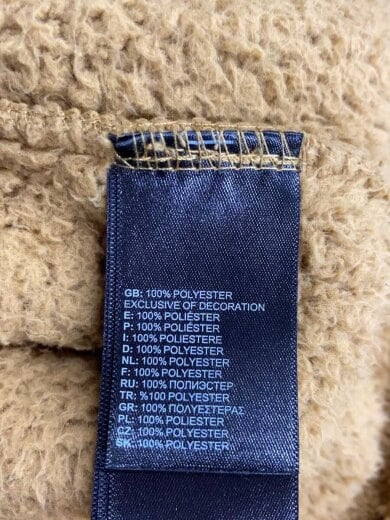 GB: 100% POLYESTER
EXCLUSIVE OF DECORATION
E: 100% POLIÉSTER
P: 100% POLIÉSTER
I: 100% POLIESTERE
D: 100% POLYESTER
NL: 100% POLYESTER
F: 100% POLYESTER
RU: 100% ПОЛИЭСТЕР
TR: %100 POLYESTER
GR: 100% ΠΟΛΥΕΣΤΕΡΑΣ
PL: 100% POLIESTER
CZ: 100% POLYESTER
SK: 100% POLYESTER